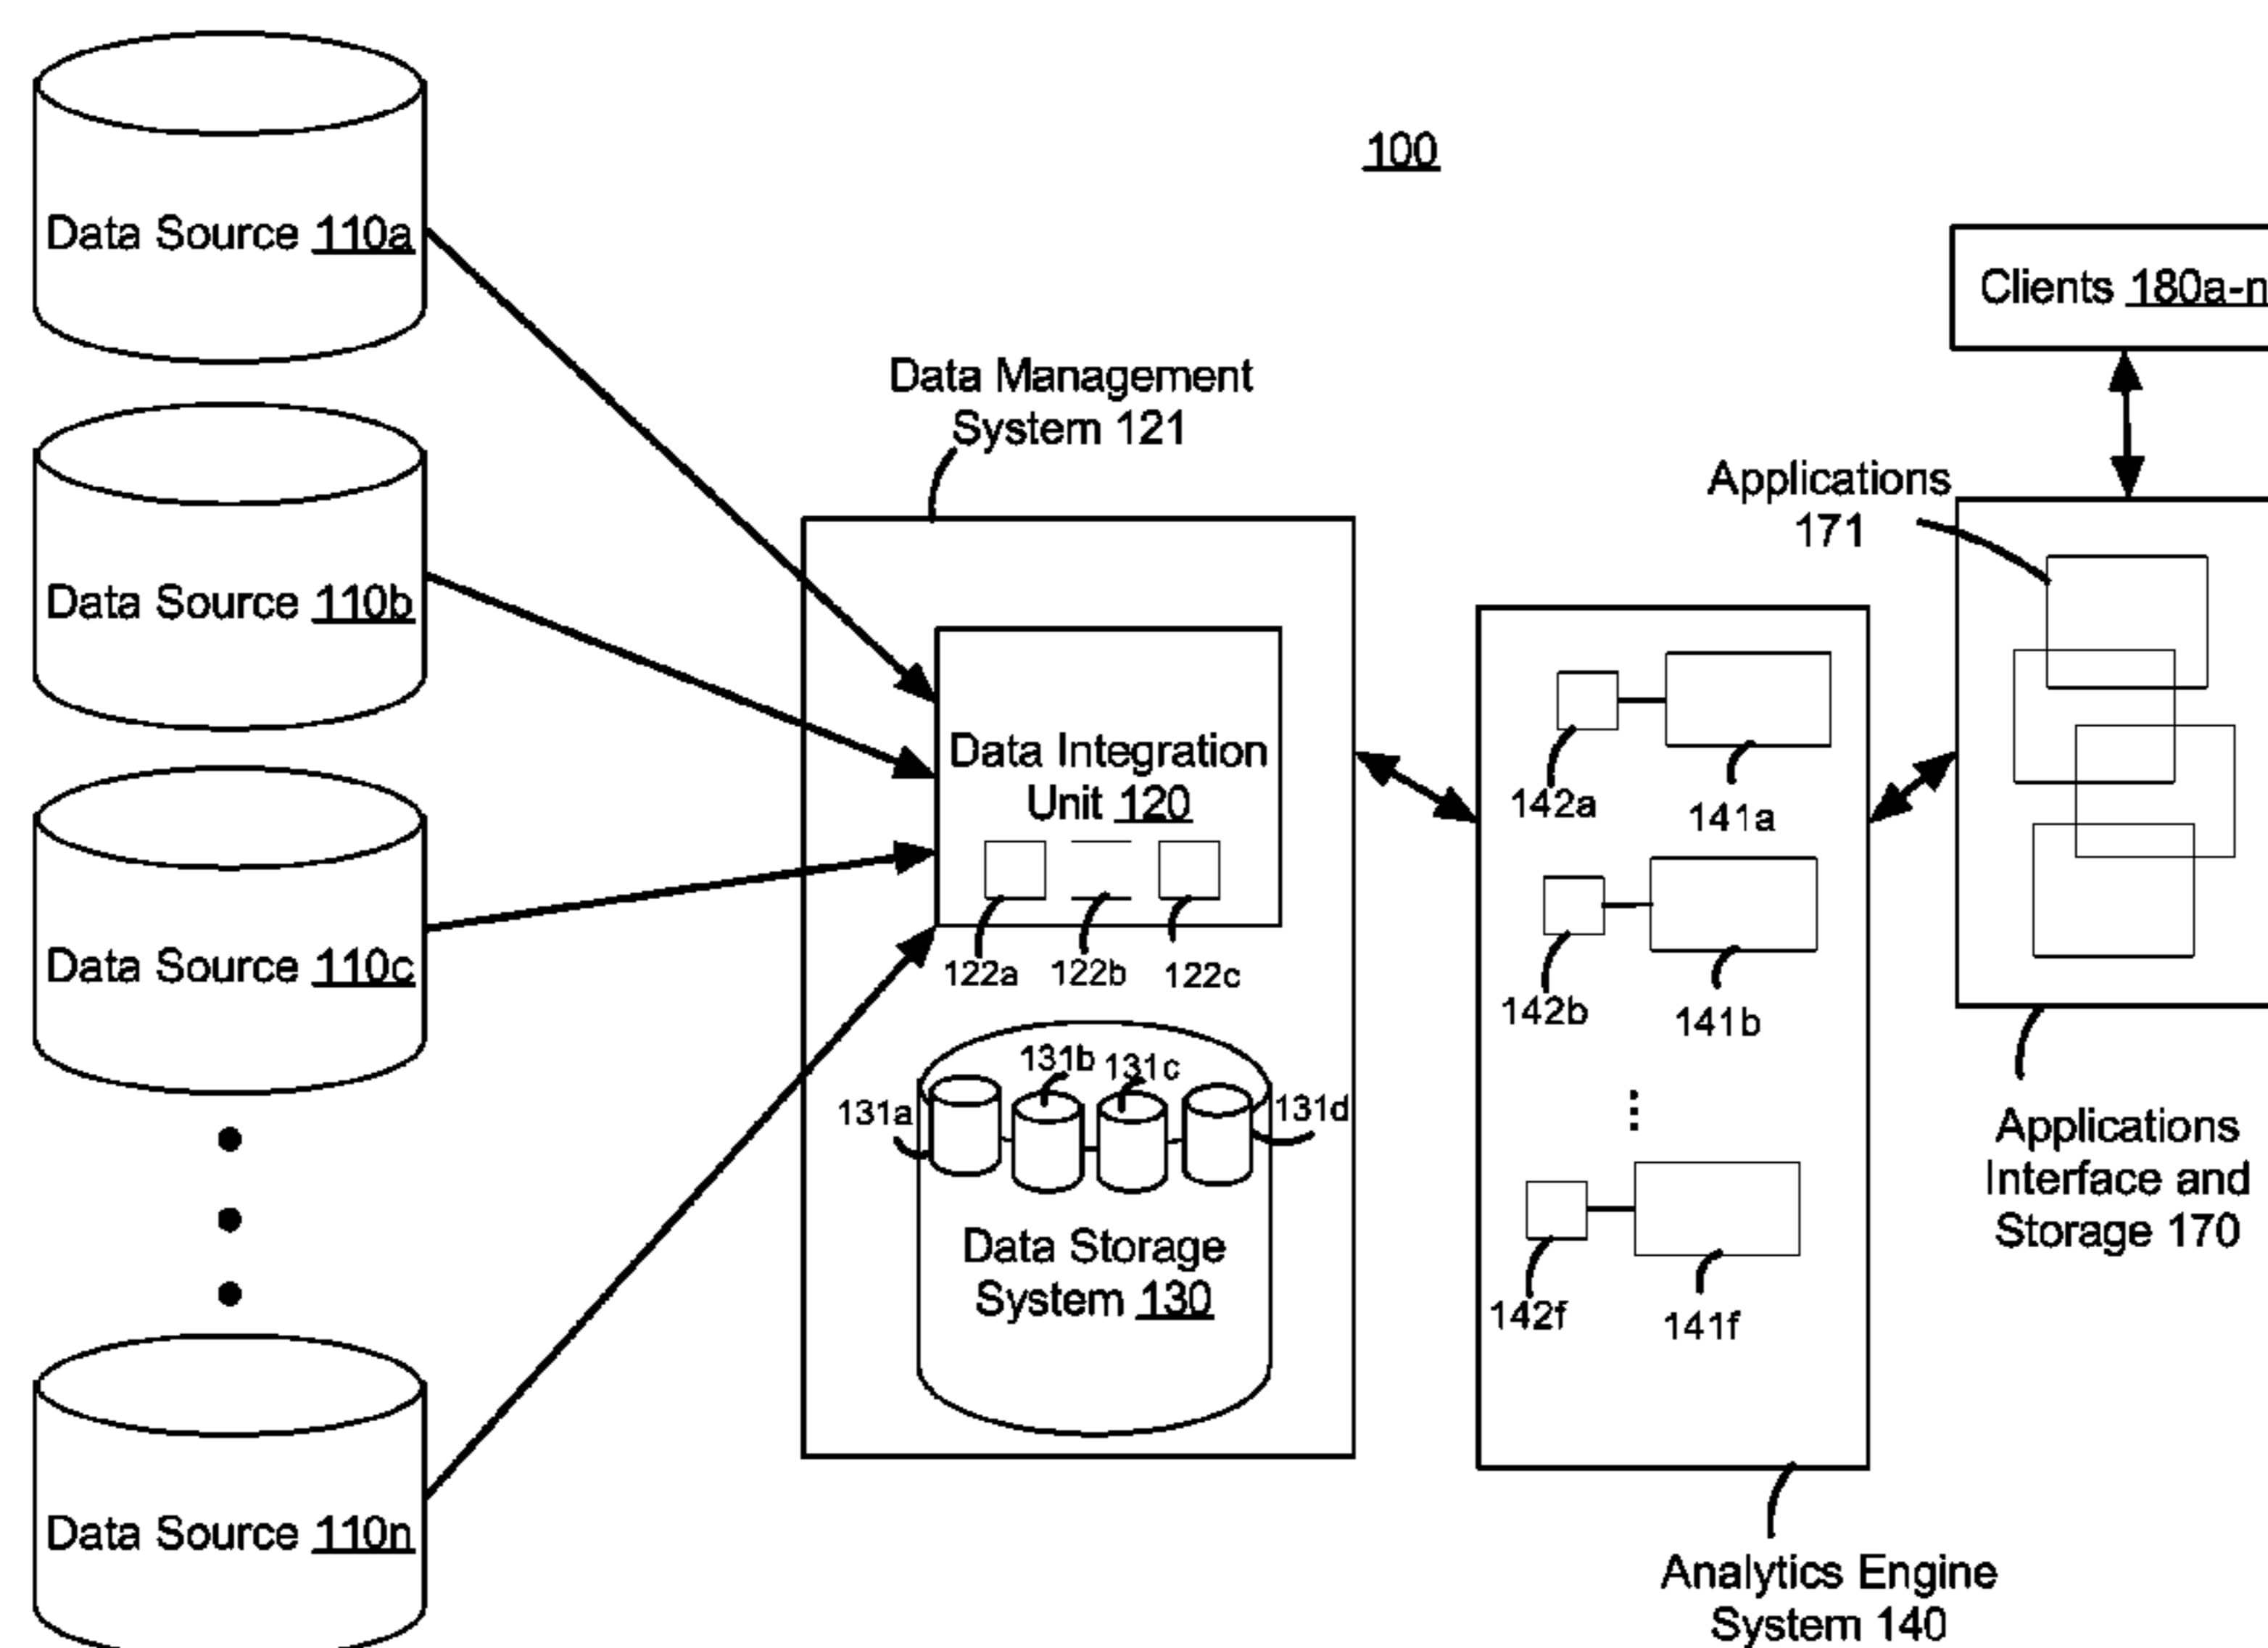 100
Data Source 110a
Clients 180a-n
Data Management
System 121
Applications
171
Data Source 110b
Data Integration
Unit 120
142a
141a
122a
122b
122c
Data Source 110c
142b
141b
131b
131c
131a
131d
Applications
Interface and
Storage 170
Data Storage
System 130
142f
141f
Data Source 110n
Analytics Engine
System 140